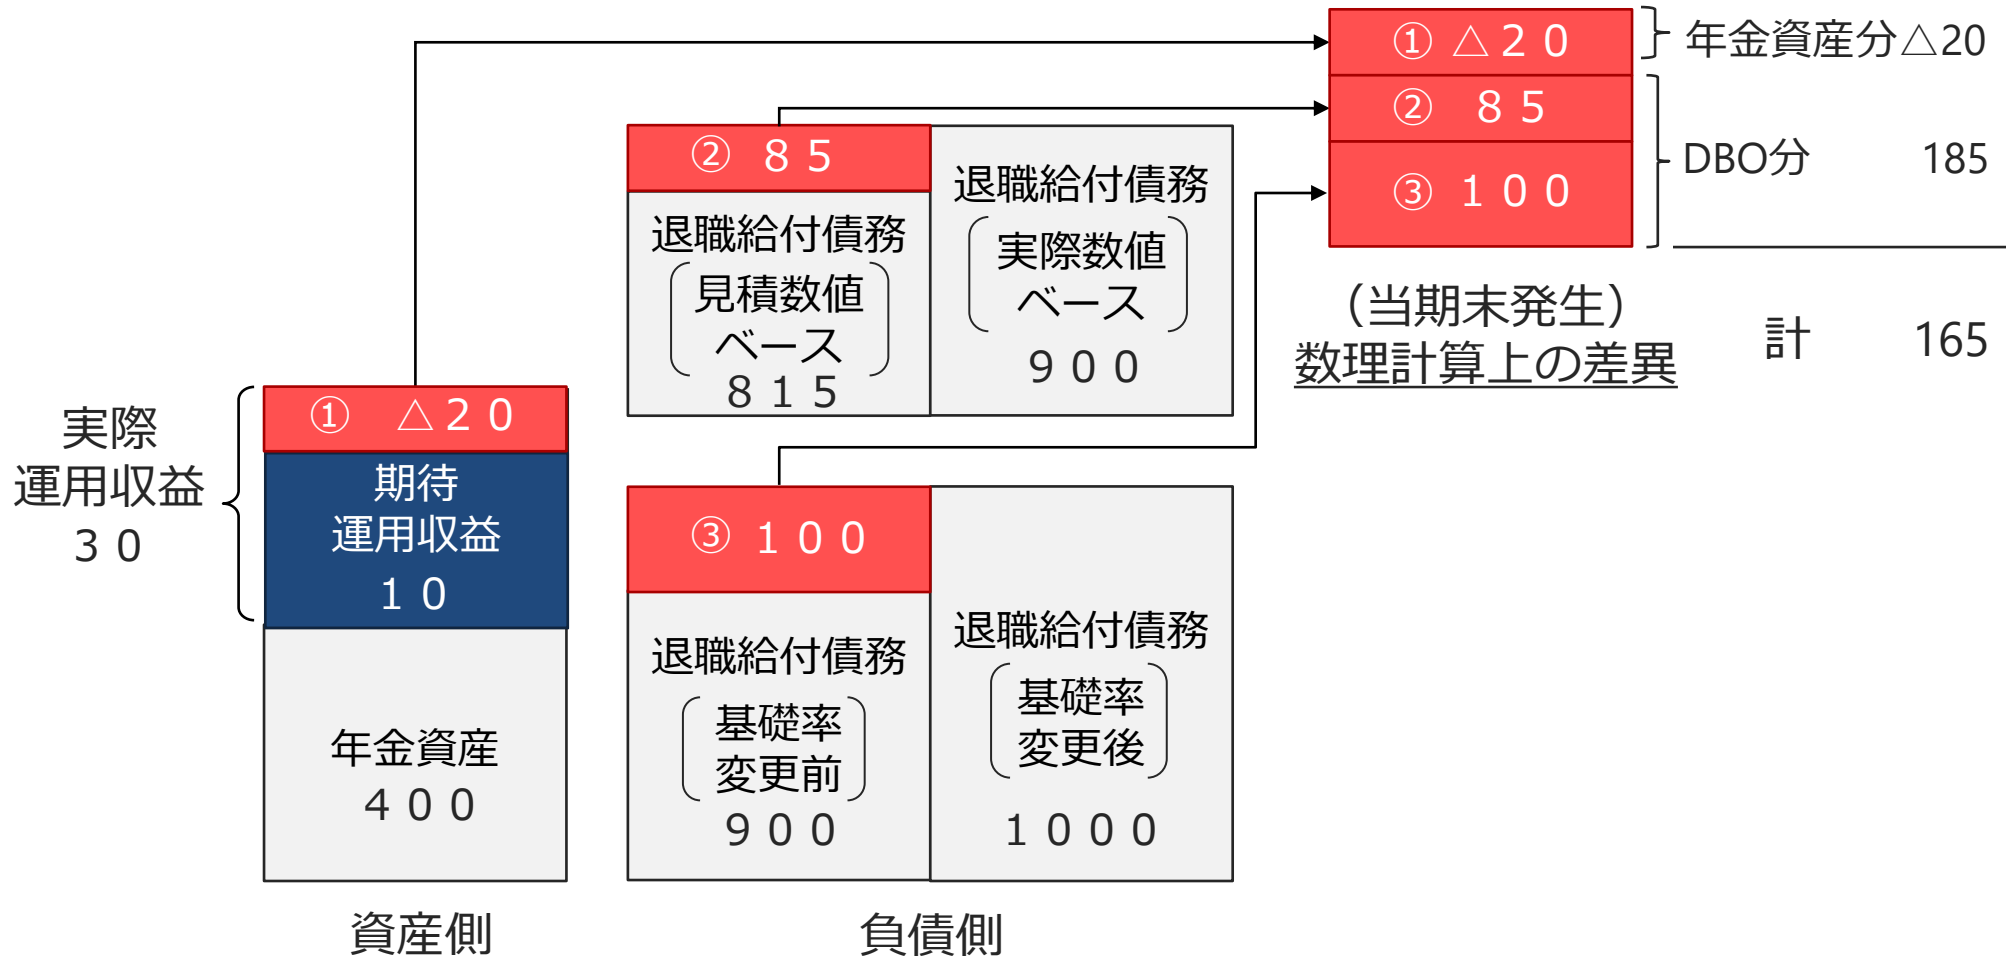 ① △２０
② ８５
③ １００
年金資産分△20
DBO分 185
計 165
（当期末発生）
数理計算上の差異
② ８５
退職給付債務
見積数値
ベース
８１５
退職給付債務
実際数値
ベース
９００
実際
運用収益
３０
① △２０
期待
運用収益
１０
年金資産
４００
③ １００
退職給付債務
基礎率
変更前
９００
退職給付債務
基礎率
変更後
１０００
資産側
負債側